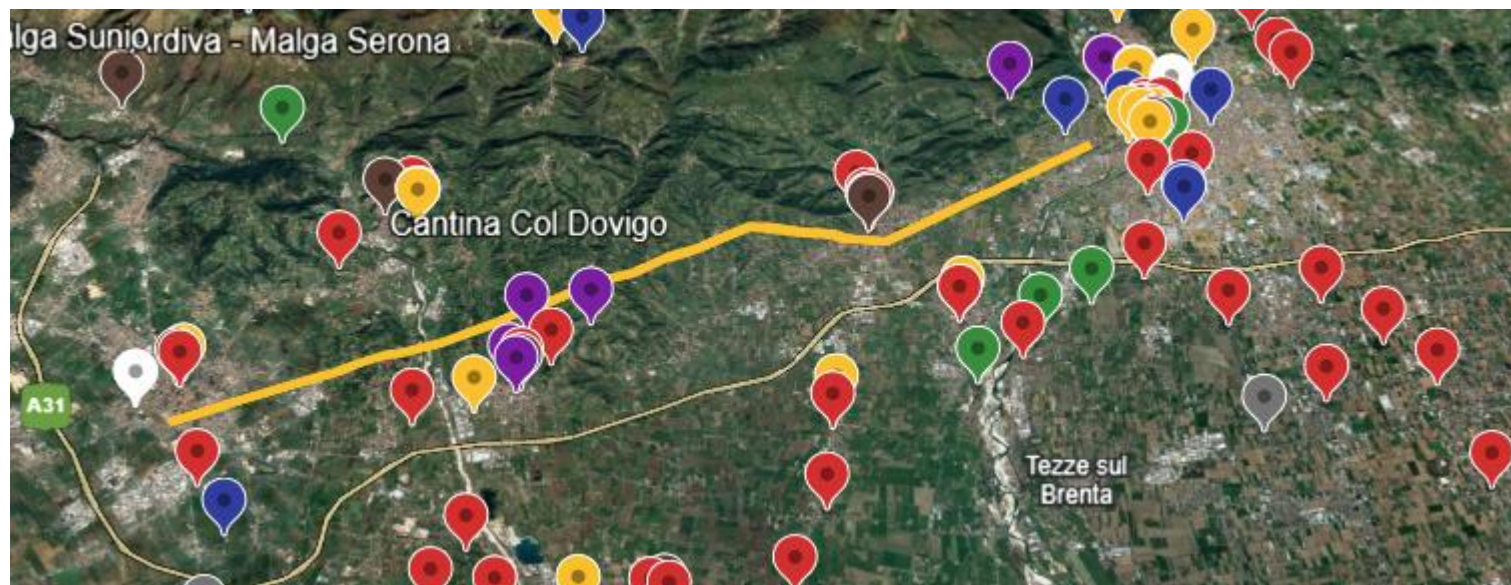 lga Sunio
rdiva - Malga Serona
Cantina Col Dovigo
A31
Tezze sul
Brenta